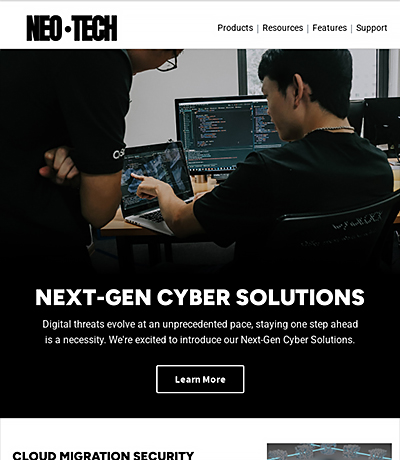 NEO·TECH
Products | Resources | Features | Support
NEXT-GEN CYBER SOLUTIONS
Digital threats evolve at an unprecedented pace, staying one step ahead
is a necessity. We're excited to introduce our Next-Gen Cyber Solutions.
Learn More
CLOUD MIGRATION SECURITY